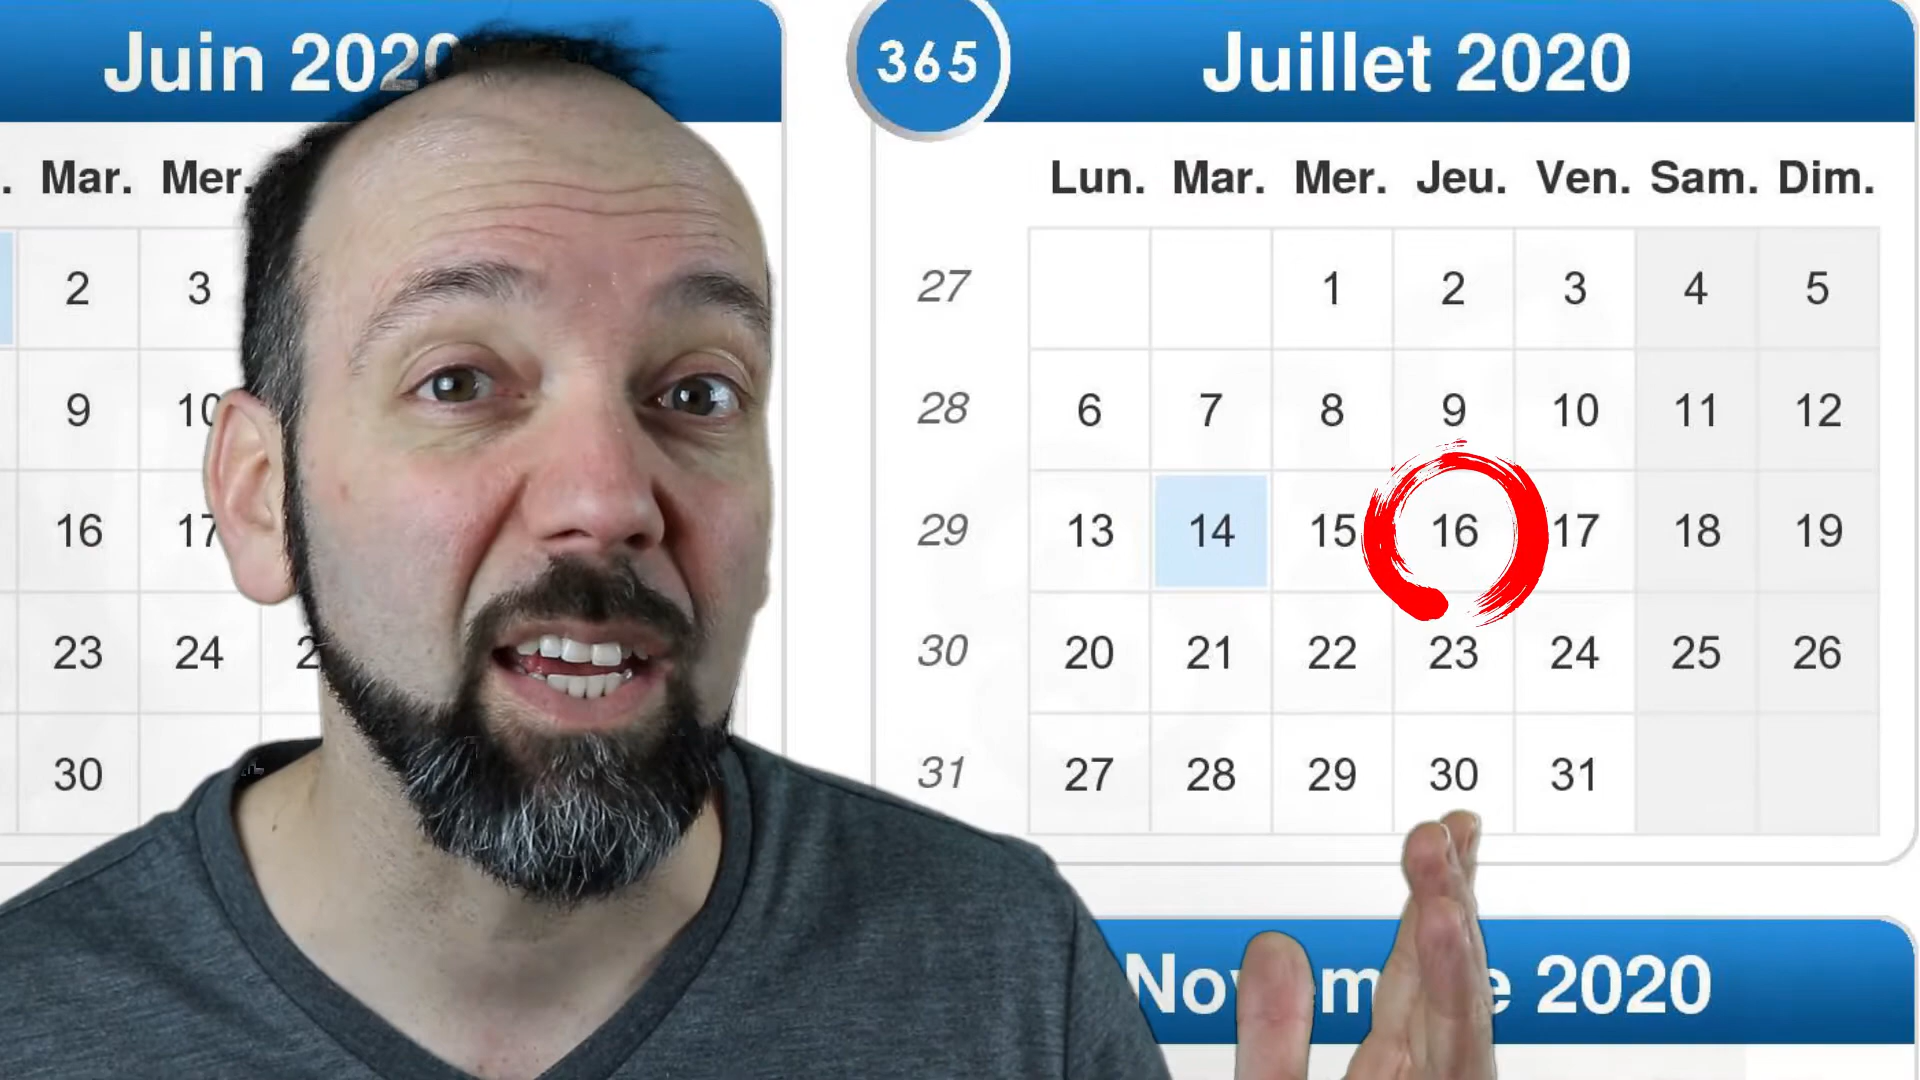 Juin 2020
Mar. Mer.
2 3
9 10
16 17
23 24 2
30
365
Juillet 2020
Lun. Mar. Mer. Jeu. Ven. Sam. Dim.
27 1 2 3 4 5
28 6 7 8 9 10 11 12
29 13 14 15 16 17 18 19
30 20 21 22 23 24 25 26
31 27 28 29 30 31
Novembre 2020